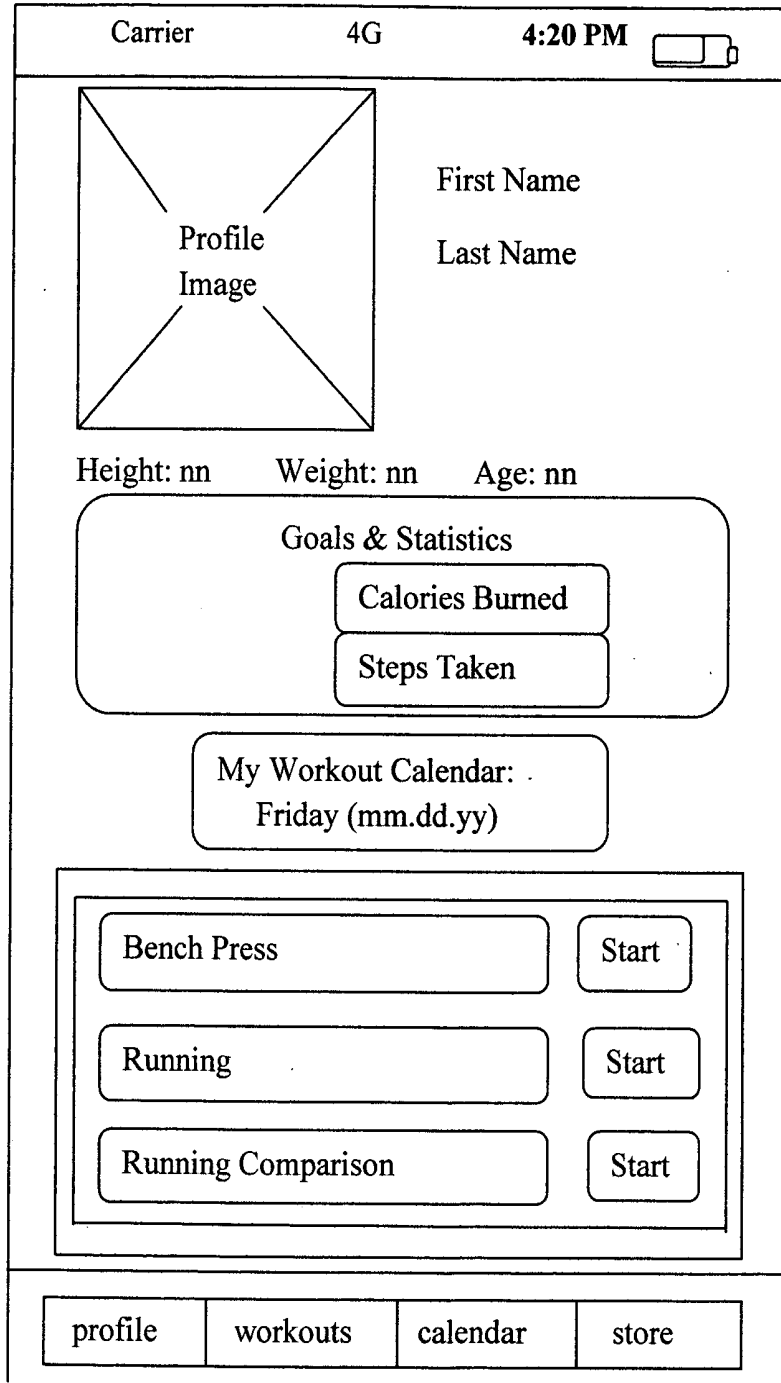 Carrier 4G 4:20 PM
First Name
Last Name
Profile
Image
Height: nn Weight: nn Age: nn
Goals & Statistics
Calories Burned
Steps Taken
My Workout Calendar:
Friday (mm.dd.yy)
Bench Press Start
Running Start
Running Comparison Start
profile workouts calendar store